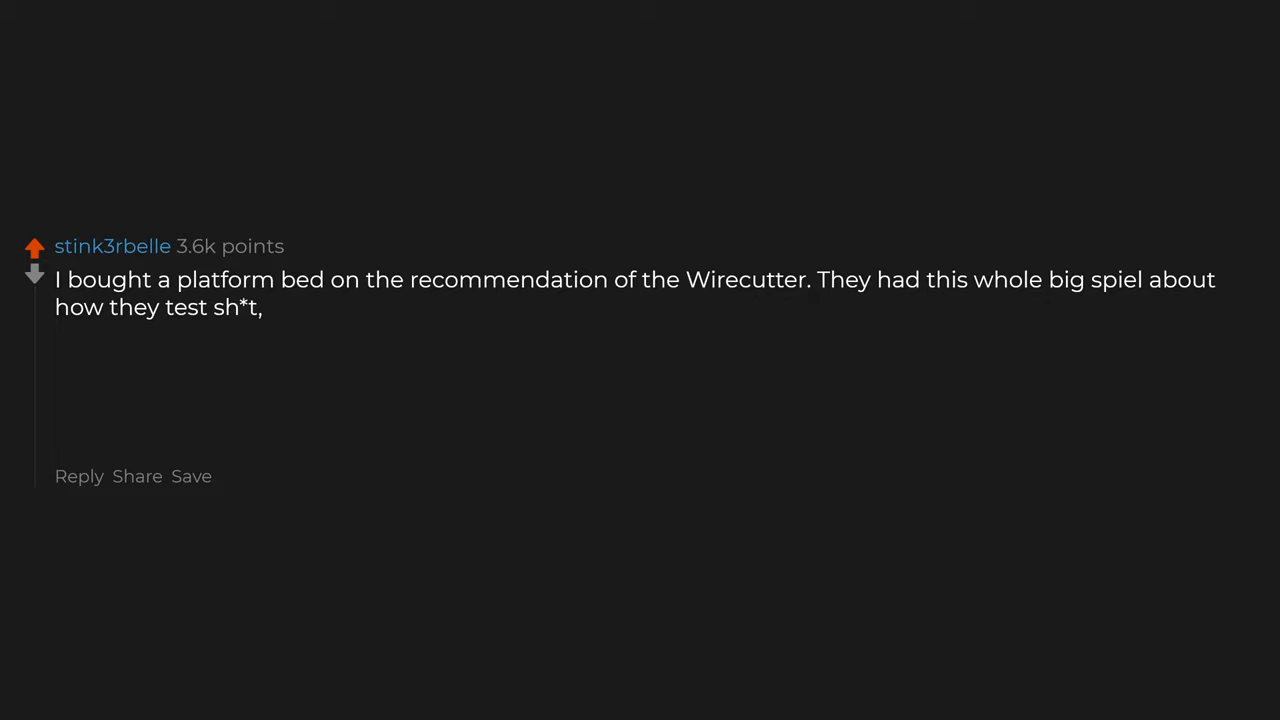 stink3rbelle 3.6k points
I bought a platform bed on the recommendation of the Wirecutter. They had this whole big spiel about
how they test sh*t,
Reply Share Save